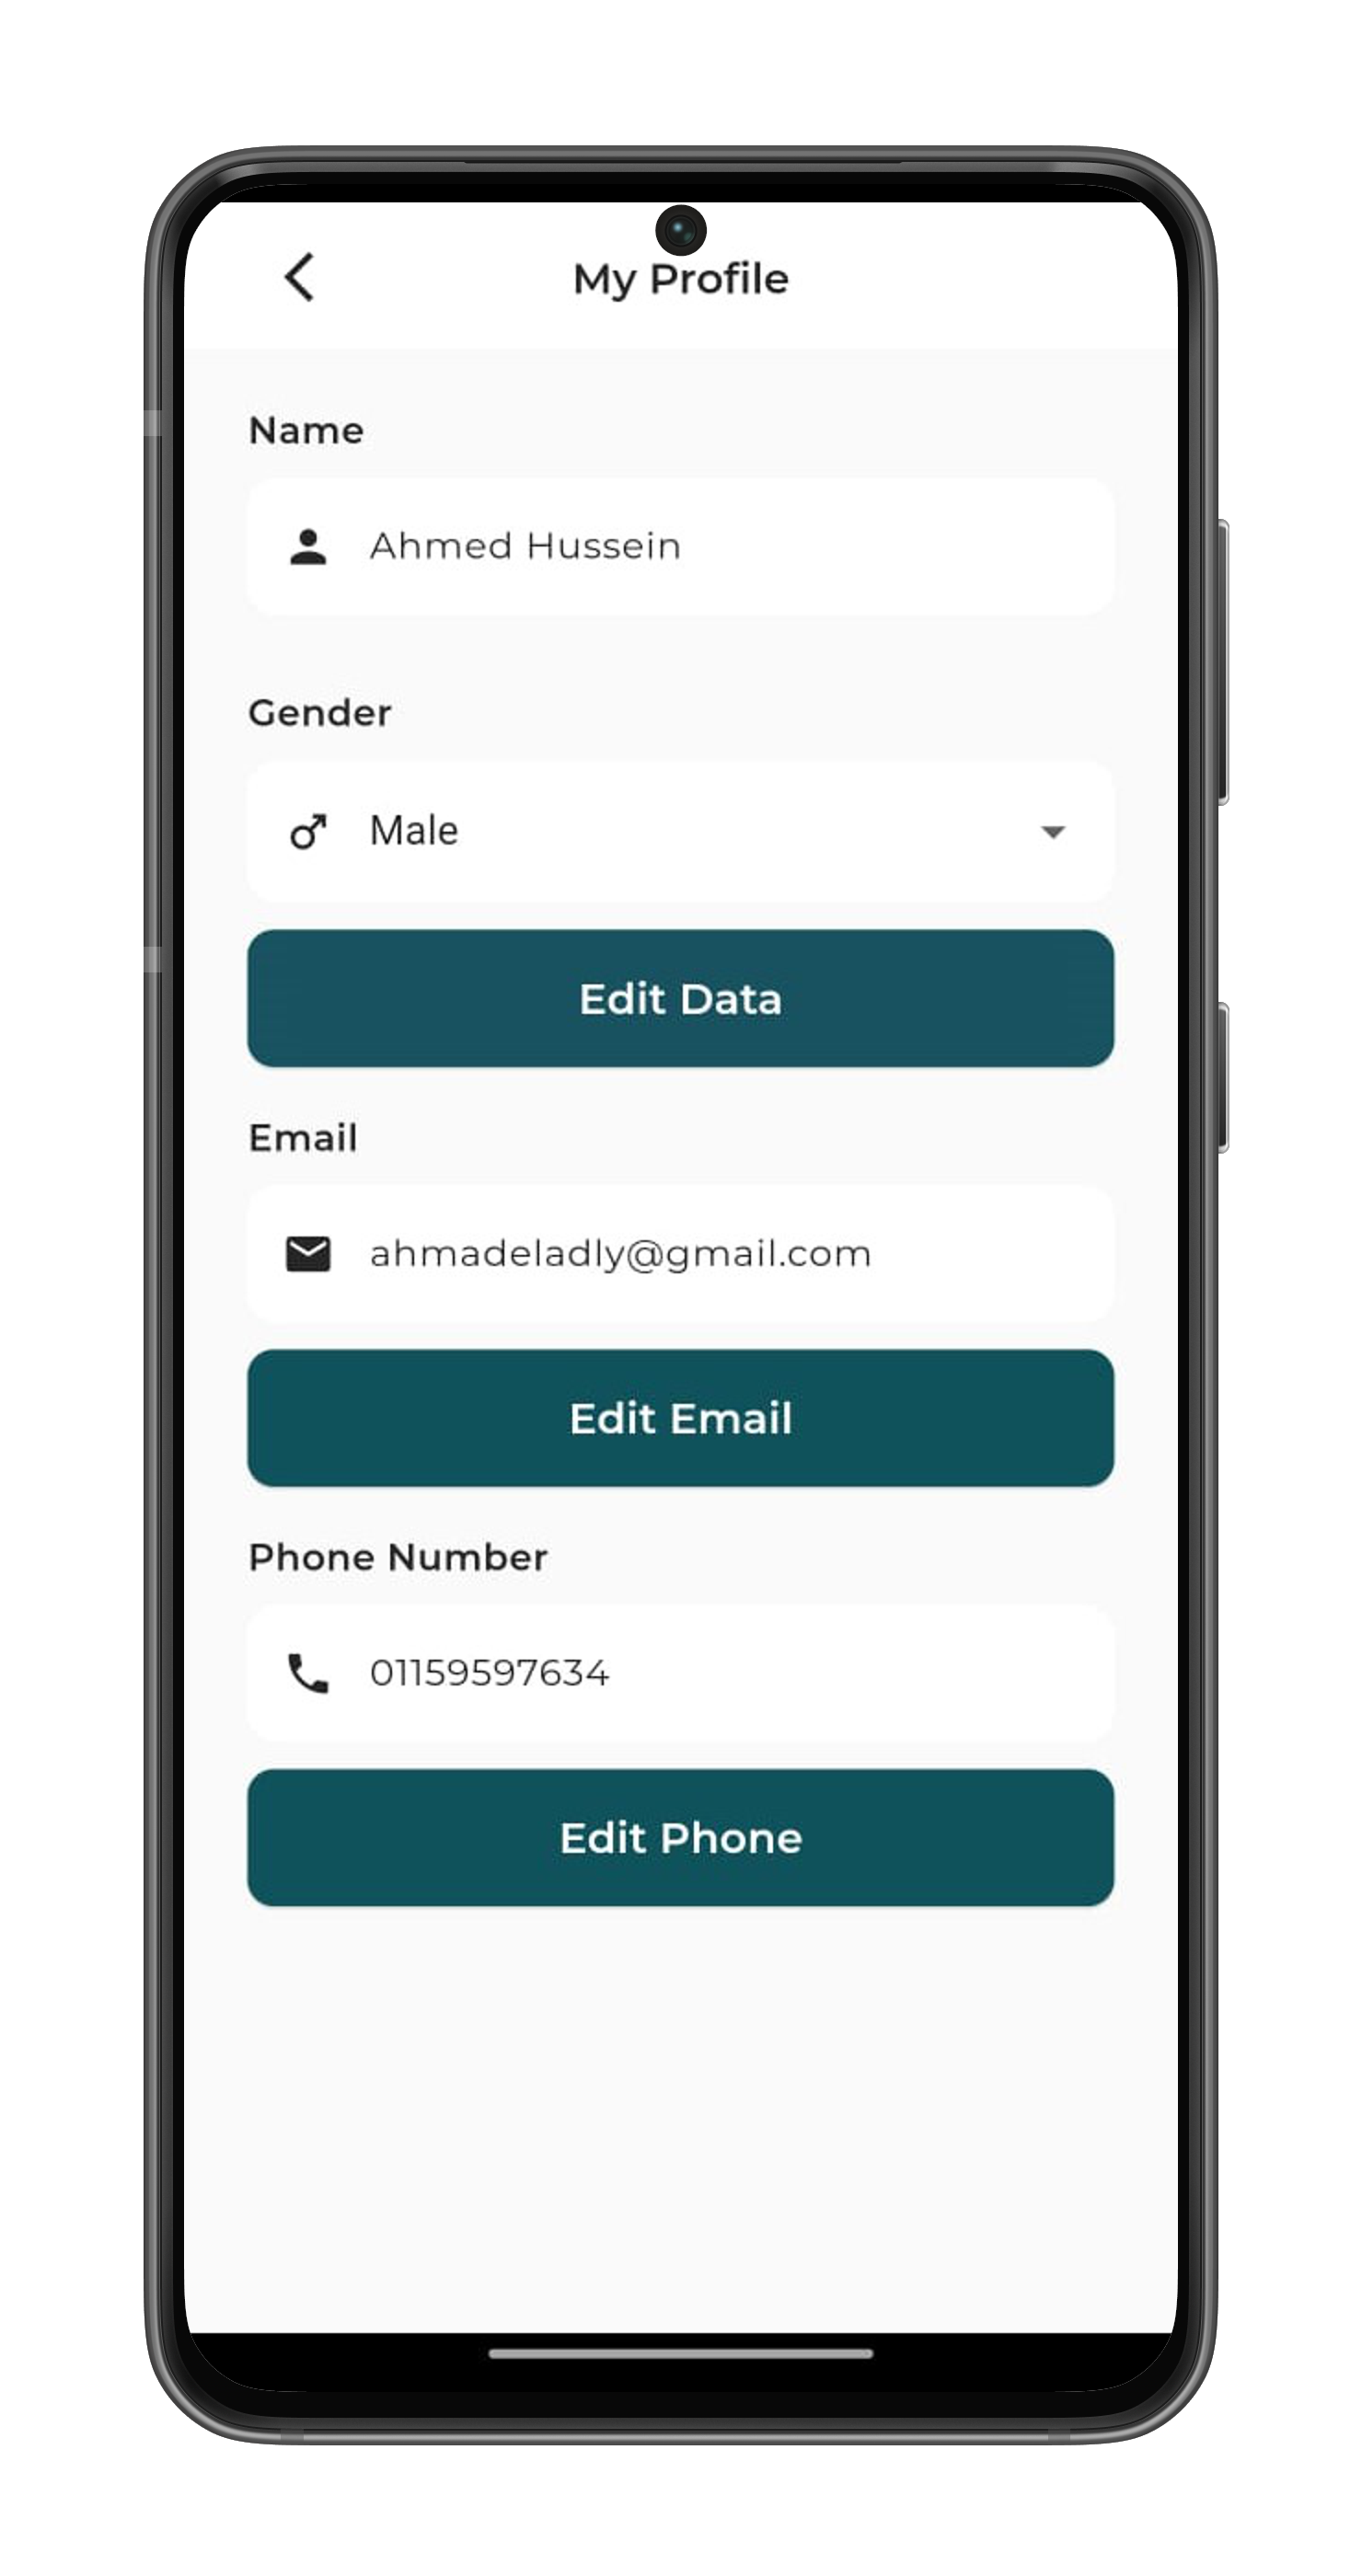 My Profile
Name
Ahmed Hussein
Gender
Male
Edit Data
Email
ahmadeladly@gmail.com
Edit Email
Phone Number
01159597634
Edit Phone